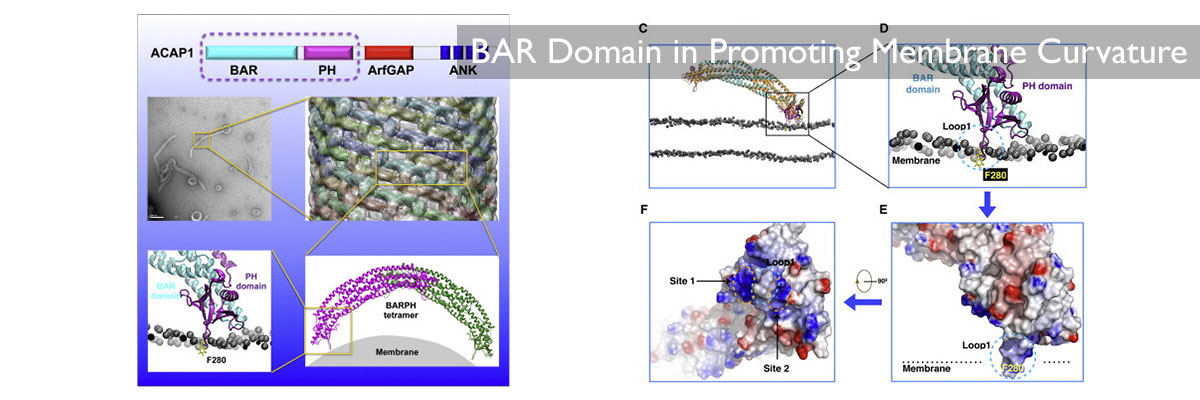 BAR Domain in Promoting Membrane Curvature
ACAP1
BAR
PH
ArfGAP
ANK
BAR
domain
PH
domain
F280
BARPH
tetramer
Membrane
C
D
BAR
domain
PH domain
Loop1
Membrane
F280
F
Loop1
Site 1
Site 2
90º
E
Loop1
Membrane
F280